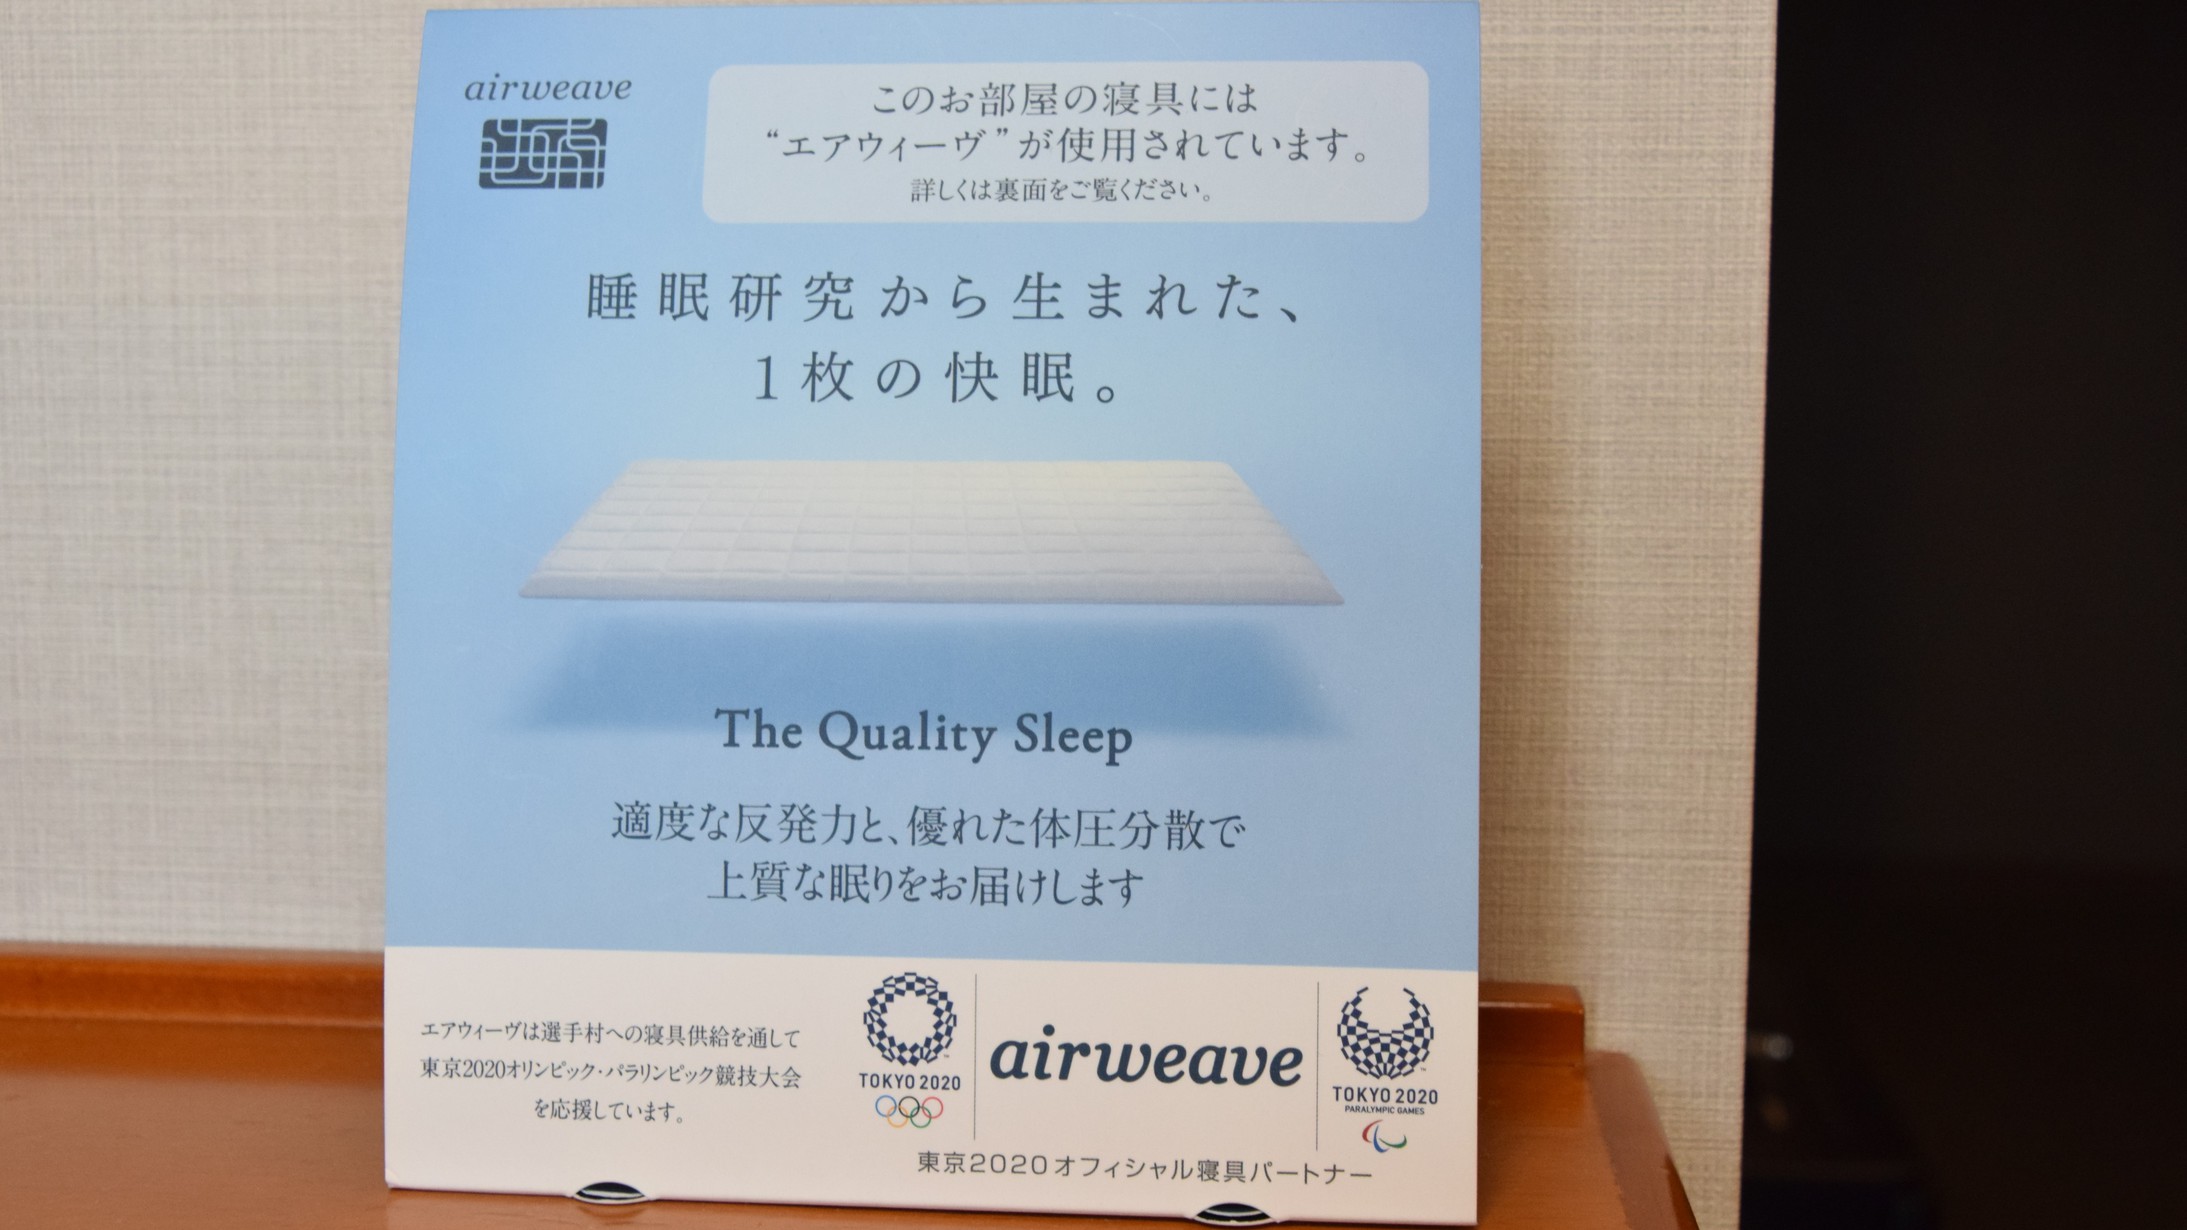 airweave
このお部屋の寝具には
“エアウィーヴ”が使用されています。
詳しくは裏面をご覧ください。
睡眠研究から生まれた、
1枚の快眠。
The Quality Sleep
適度な反発力と、優れた体圧分散で
上質な眠りをお届けします
エアウィーヴは選手村への寝具供給を通して
東京2020オリンピック・パラリンピック競技大会
を応援しています。
TOKYO 2020
airweave
TOKYO 2020
PARALYMPIC GAMES
東京2020オフィシャル寝具パートナー